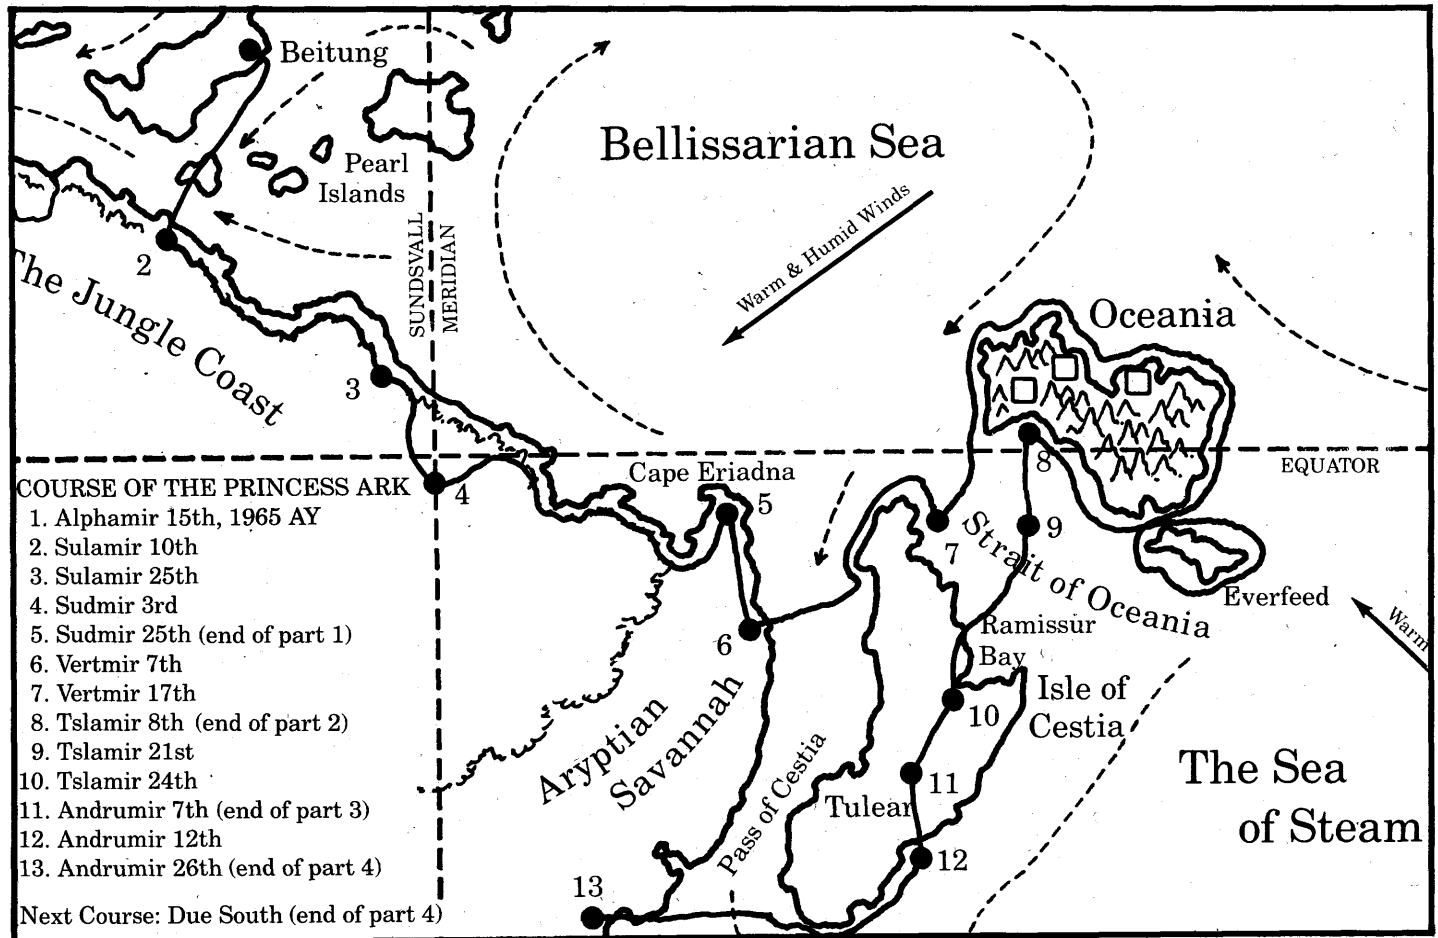 Beitung
Bellissarian Sea
Pearl
Islands
Warm & Humid Winds
SUNDSVALL
MERIDIAN
2
The Jungle Coast
Oceania
3
8
EQUATOR
Cape Eriadna
4
5
COURSE OF THE PRINCESS ARK
1. Alphamir 15th, 1965 AY
2. Sulamir 10th
3. Sulamir 25th
4. Sudmir 3rd
5. Sudmir 25th (end of part 1)
6. Vertmir 7th
7. Vertmir 17th
8. Tslamir 8th (end of part 2)
9. Tslamir 21st
10. Tslamir 24th
11. Andrumir 7th (end of part 3)
12. Andrumir 12th
13. Andrumir 26th (end of part 4)
Next Course: Due South (end of part 4)
9
7
Strait of Oceania
Everfeed
Warm
6
Ramissur
Bay
Isle of
Cestia
10
Aryptian
Savannah
Pass of Cestia
11
Tulear
The Sea
of Steam
12
13